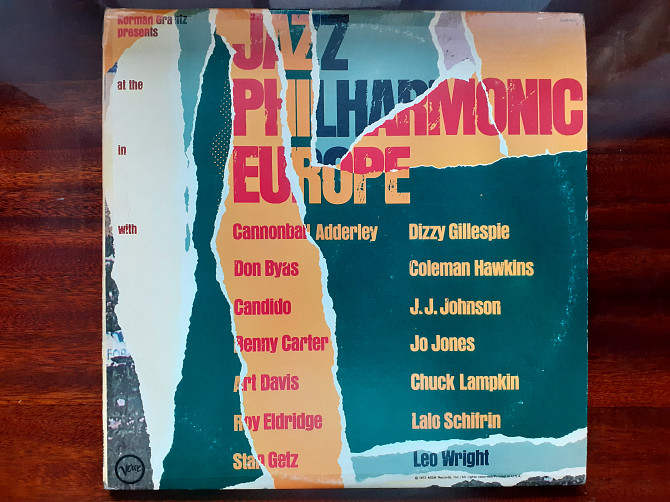 Norman Granz
presents
JAZZ
at the
PHILHARMONIC
in
EUROPE
with
Cannonball Adderley
Don Byas
Candido
Benny Carter
Art Davis
Roy Eldridge
Stan Getz
Dizzy Gillespie
Coleman Hawkins
J. J. Johnson
Jo Jones
Chuck Lampkin
Lalo Schifrin
Leo Wright
FOR
Verve